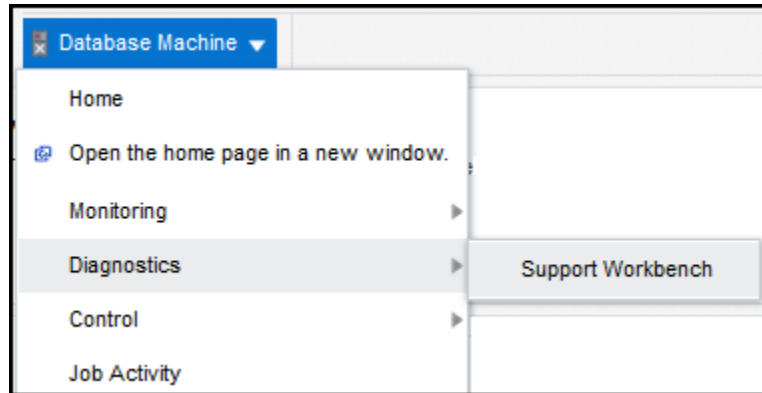 Database Machine
Home
Open the home page in a new window.
Monitoring
Diagnostics
Support Workbench
Control
Job Activity